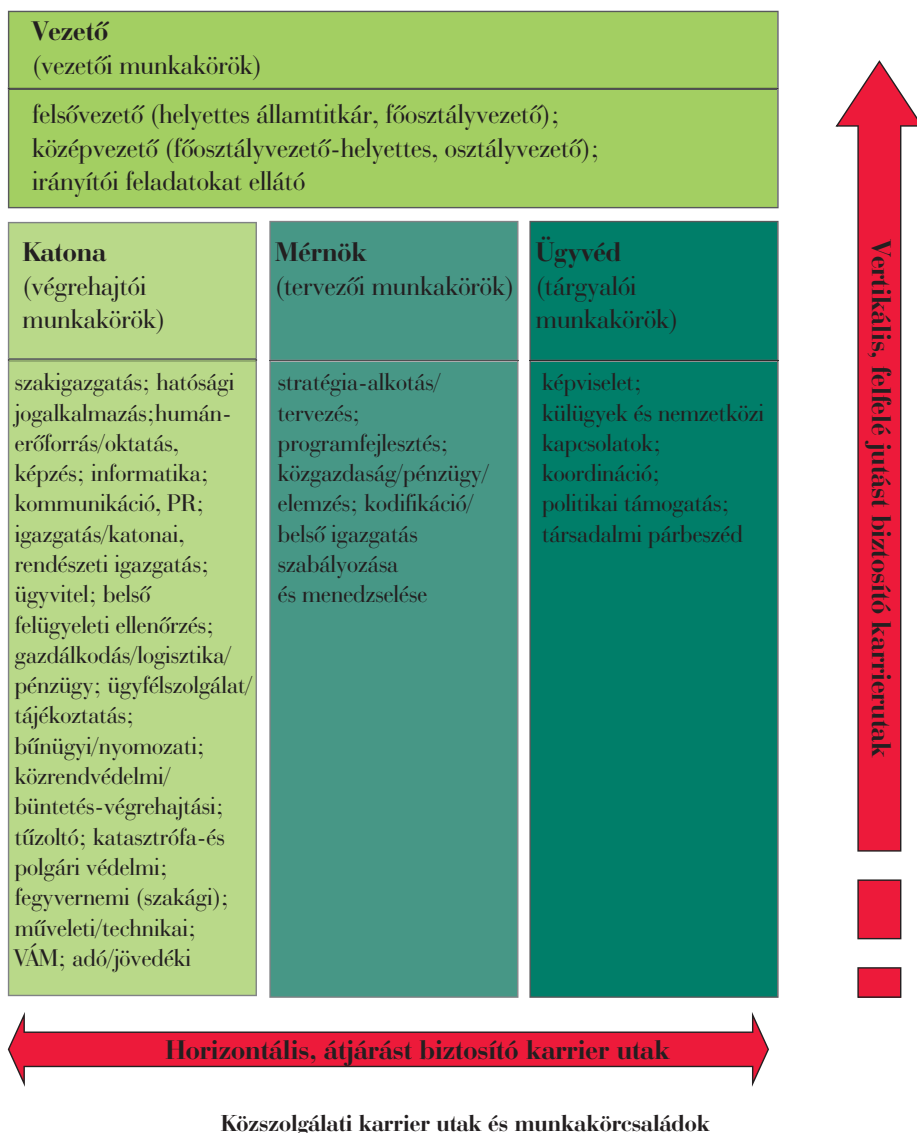 Vezető
(vezetői munkakörök)
felsővezető (helyettes államtitkár, főosztályvezető);
középvezető (főosztályvezető-helyettes, osztályvezető);
irányítói feladatokat ellátó
Katona
(végrehajtói
munkakörök)
szakigazgatás; hatósági
jogalkalmazás;humán-
erőforrás/oktatás,
képzés; informatika;
kommunikáció, PR;
igazgatás/katonai,
rendészeti igazgatás;
ügyvitel; belső
felügyeleti ellenőrzés;
gazdálkodás/logisztika/
pénzügy; ügyfélszolgálat/
tájékoztatás;
bűnügyi/nyomozati;
közrendvédelmi/
büntetés-végrehajtási;
tűzoltó; katasztrófa-és
polgári védelmi;
fegyvernemi (szakági);
műveleti/technikai;
VÁM; adó/jövedéki
Mérnök
(tervezői munkakörök)
stratégia-alkotás/
tervezés;
programfejlesztés;
közgazdaság/pénzügy/
elemzés; kodifikáció/
belső igazgatás
szabályozása
és menedzselése
Ügyvéd
(tárgyalói
munkakörök)
képviselet;
külügyek és nemzetközi
kapcsolatok;
koordináció;
politikai támogatás;
társadalmi párbeszéd
Vertikális, felfelé jutást biztosító karrierutak
Horizontális, átjárást biztosító karrier utak
Közszolgálati karrier utak és munkakörcsaládok